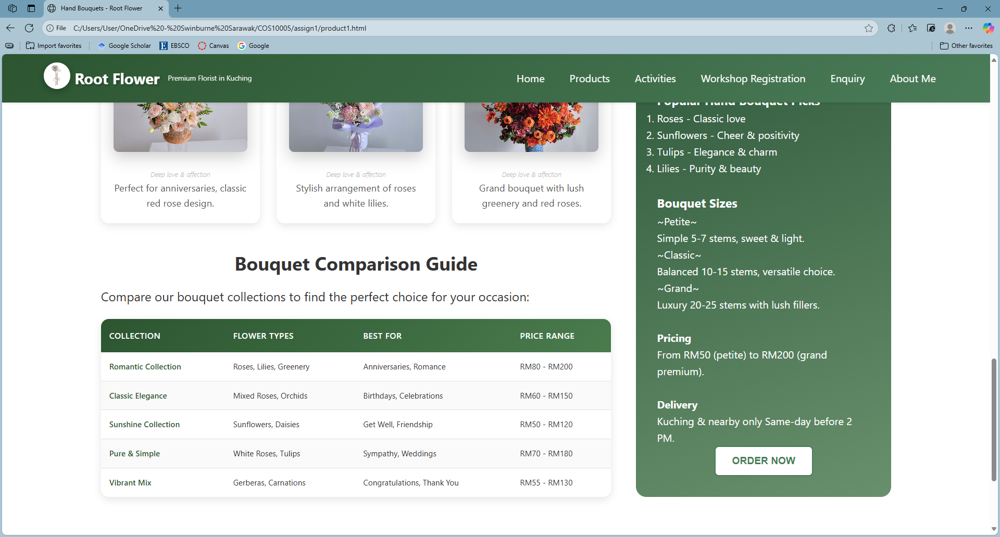 Hand Bouquets - Root Flower
File C:/Users/User/OneDrive%20-%20Swinburne%20Sarawak/COS10005/assign1/product1.html
Import favorites Google Scholar EBSCO Canvas Google Other favorites
Root Flower Premium Florist in Kuching Home Products Activities Workshop Registration Enquiry About Me
Deep love & affection
Perfect for anniversaries, classic
red rose design.
Deep love & affection
Stylish arrangement of roses
and white lilies.
Deep love & affection
Grand bouquet with lush
greenery and red roses.
Bouquet Comparison Guide
Compare our bouquet collections to find the perfect choice for your occasion:
COLLECTION FLOWER TYPES BEST FOR PRICE RANGE
Romantic Collection Roses, Lilies, Greenery Anniversaries, Romance RM80 - RM200
Classic Elegance Mixed Roses, Orchids Birthdays, Celebrations RM60 - RM150
Sunshine Collection Sunflowers, Daisies Get Well, Friendship RM50 - RM120
Pure & Simple White Roses, Tulips Sympathy, Weddings RM70 - RM180
Vibrant Mix Gerberas, Carnations Congratulations, Thank You RM55 - RM130
Popular Hand Bouquet Picks
1. Roses - Classic love
2. Sunflowers - Cheer & positivity
3. Tulips - Elegance & charm
4. Lilies - Purity & beauty
Bouquet Sizes
~Petite~
Simple 5-7 stems, sweet & light.
~Classic~
Balanced 10-15 stems, versatile choice.
~Grand~
Luxury 20-25 stems with lush fillers.
Pricing
From RM50 (petite) to RM200 (grand
premium).
Delivery
Kuching & nearby only Same-day before 2
PM.
ORDER NOW